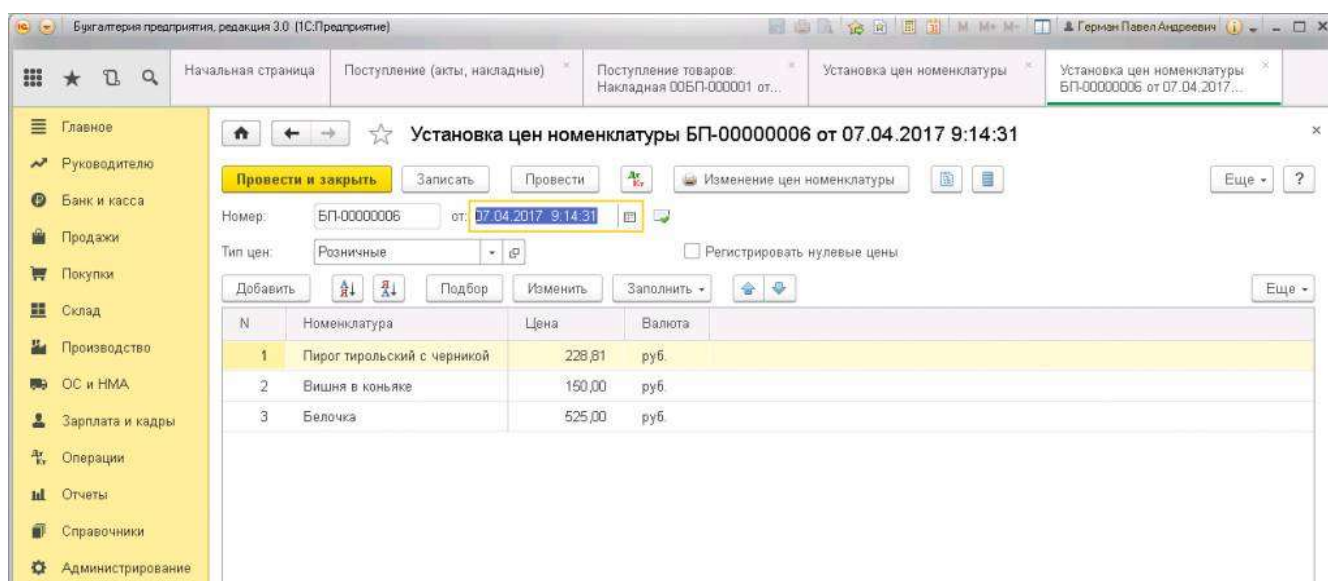 Бухгалтерия предприятия, редакция 3.0 (1С:Предприятие)
M M+ M- Герман Павел Андреевич
Начальная страница Поступление (акты, накладные) Поступление товаров: Установка цен номенклатуры Установка цен номенклатуры
Накладная 00БП-000001 от... БП-00000006 от 07.04.2017...
Главное
Руководителю
Банк и касса
Продажи
Покупки
Склад
Производство
ОС и НМА
Зарплата и кадры
Операции
Отчеты
Справочники
Администрирование
Установка цен номенклатуры БП-00000006 от 07.04.2017 9:14:31
Провести и закрыть Записать Провести Дт Кт Изменение цен номенклатуры Еще ?
Номер: БП-00000006 от: 07.04.2017 9:14:31
Тип цен: Розничные Регистрировать нулевые цены
Добавить Подбор Изменить Заполнить Еще
N Номенклатура Цена Валюта
1 Пирог тирольский с черникой 228,81 руб.
2 Вишня в коньяке 150,00 руб.
3 Белочка 525,00 руб.